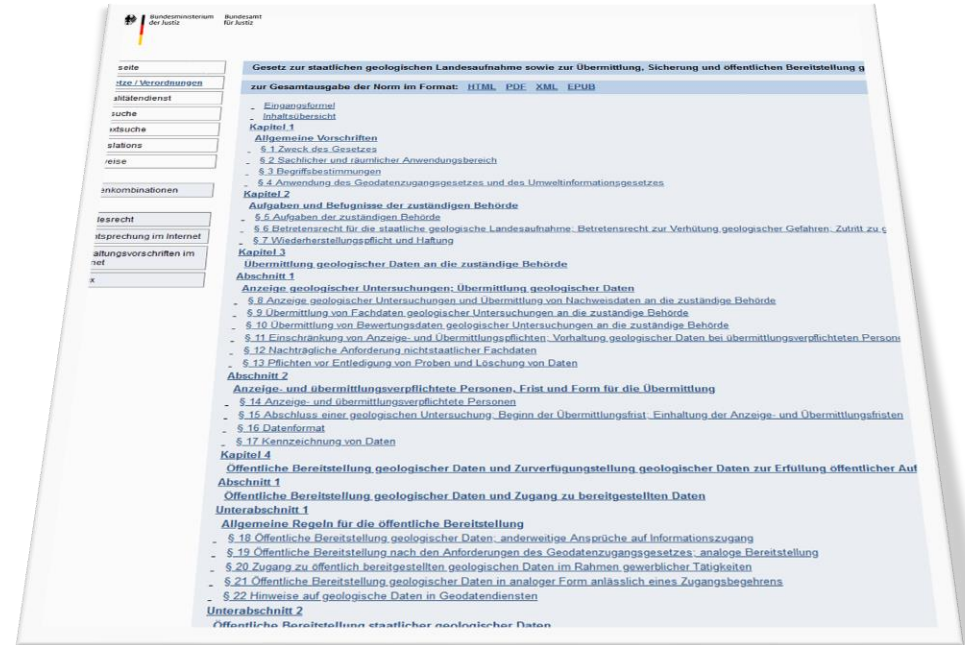 Bundesministerium der Justiz
Bundesamt für Justiz
seite
etze / Verordnungen
alitätendienst
suche
extsuche
slations
veise
enkombinationen
desrecht
htsprechung im Internet
altungsvorschriften im
net
x
Gesetz zur staatlichen geologischen Landesaufnahme sowie zur Übermittlung, Sicherung und öffentlichen Bereitstellung g
zur Gesamtausgabe der Norm im Format: HTML PDF XML EPUB
Eingangsformel
Inhaltsübersicht
Kapitel 1
Allgemeine Vorschriften
§ 1 Zweck des Gesetzes
§ 2 Sachlicher und räumlicher Anwendungsbereich
§ 3 Begriffsbestimmungen
§ 4 Anwendung des Geodatenzugangsgesetzes und des Umweltinformationsgesetzes
Kapitel 2
Aufgaben und Befugnisse der zuständigen Behörde
§ 5 Aufgaben der zuständigen Behörde
§ 6 Betretensrecht für die staatliche geologische Landesaufnahme; Betretensrecht zur Verhütung geologischer Gefahren, Zutritt zu g
§ 7 Wiederherstellungspflicht und Haftung
Kapitel 3
Übermittlung geologischer Daten an die zuständige Behörde
Abschnitt 1
Anzeige geologischer Untersuchungen; Übermittlung geologischer Daten
§ 8 Anzeige geologischer Untersuchungen und Übermittlung von Nachweisdaten an die zuständige Behörde
§ 9 Übermittlung von Fachdaten geologischer Untersuchungen an die zuständige Behörde
§ 10 Übermittlung von Bewertungsdaten geologischer Untersuchungen an die zuständige Behörde
§ 11 Einschränkung von Anzeige- und Übermittlungspflichten; Vorhaltung geologischer Daten bei übermittlungsverpflichteten Person
§ 12 Nachträgliche Anforderung nichtstaatlicher Fachdaten
§ 13 Pflichten vor Entledigung von Proben und Löschung von Daten
Abschnitt 2
Anzeige- und übermittlungsverpflichtete Personen, Frist und Form für die Übermittlung
§ 14 Anzeige- und übermittlungsverpflichtete Personen
§ 15 Abschluss einer geologischen Untersuchung; Beginn der Übermittlungsfrist; Einhaltung der Anzeige- und Übermittlungsfristen
§ 16 Datenformat
§ 17 Kennzeichnung von Daten
Kapitel 4
Öffentliche Bereitstellung geologischer Daten und Zurverfügungstellung geologischer Daten zur Erfüllung öffentlicher Auf
Abschnitt 1
Öffentliche Bereitstellung geologischer Daten und Zugang zu bereitgestellten Daten
Unterabschnitt 1
Allgemeine Regeln für die öffentliche Bereitstellung
§ 18 Öffentliche Bereitstellung geologischer Daten; anderweitige Ansprüche auf Informationszugang
§ 19 Öffentliche Bereitstellung nach den Anforderungen des Geodatenzugangsgesetzes; analoge Bereitstellung
§ 20 Zugang zu öffentlich bereitgestellten geologischen Daten im Rahmen gewerblicher Tätigkeiten
§ 21 Öffentliche Bereitstellung geologischer Daten in analoger Form anlässlich eines Zugangsbegehrens
§ 22 Hinweise auf geologische Daten in Geodatendiensten
Unterabschnitt 2
Öffentliche Bereitstellung staatlicher geologischer Daten